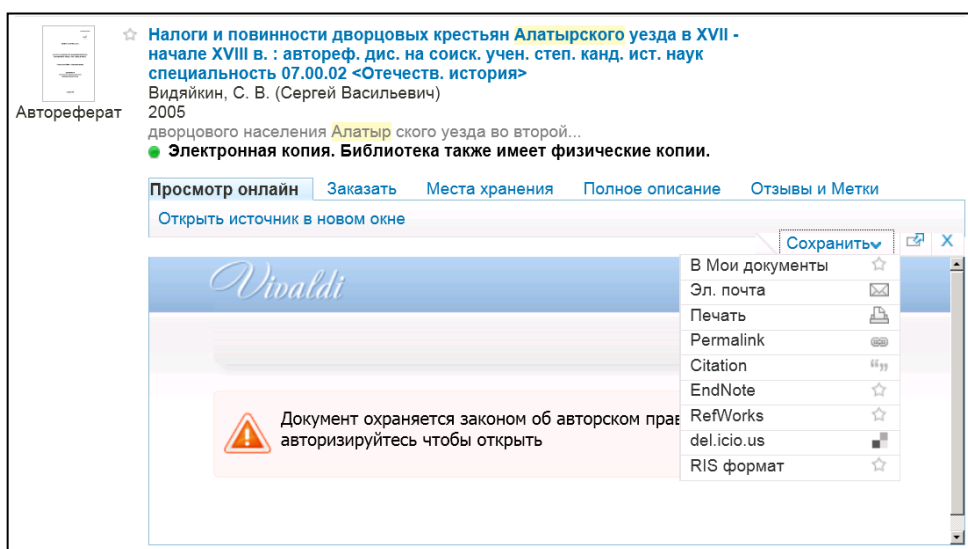 Налоги и повинности дворцовых крестьян Алатырского уезда в XVII -
начале XVIII в. : автореф. дис. на соиск. учен. степ. канд. ист. наук
специальность 07.00.02 <Отечеств. история>
Видяйкин, С. В. (Сергей Васильевич)
Автореферат 2005
дворцового населения Алатыр ского уезда во второй...
Электронная копия. Библиотека также имеет физические копии.
Просмотр онлайн Заказать Места хранения Полное описание Отзывы и Метки
Открыть источник в новом окне
Сохранить X
Vivaldi
В Мои документы
Эл. почта
Печать
Permalink
Citation
EndNote
RefWorks
del.icio.us
RIS формат
Документ охраняется законом об авторском прав
авторизируйтесь чтобы открыть